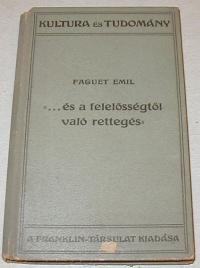 KULTURA ÉS TUDOMÁNY
FAGUET EMIL
«...és a felelősségtől
való rettegés»
A FRANKLIN-TÁRSULAT KIADÁSA